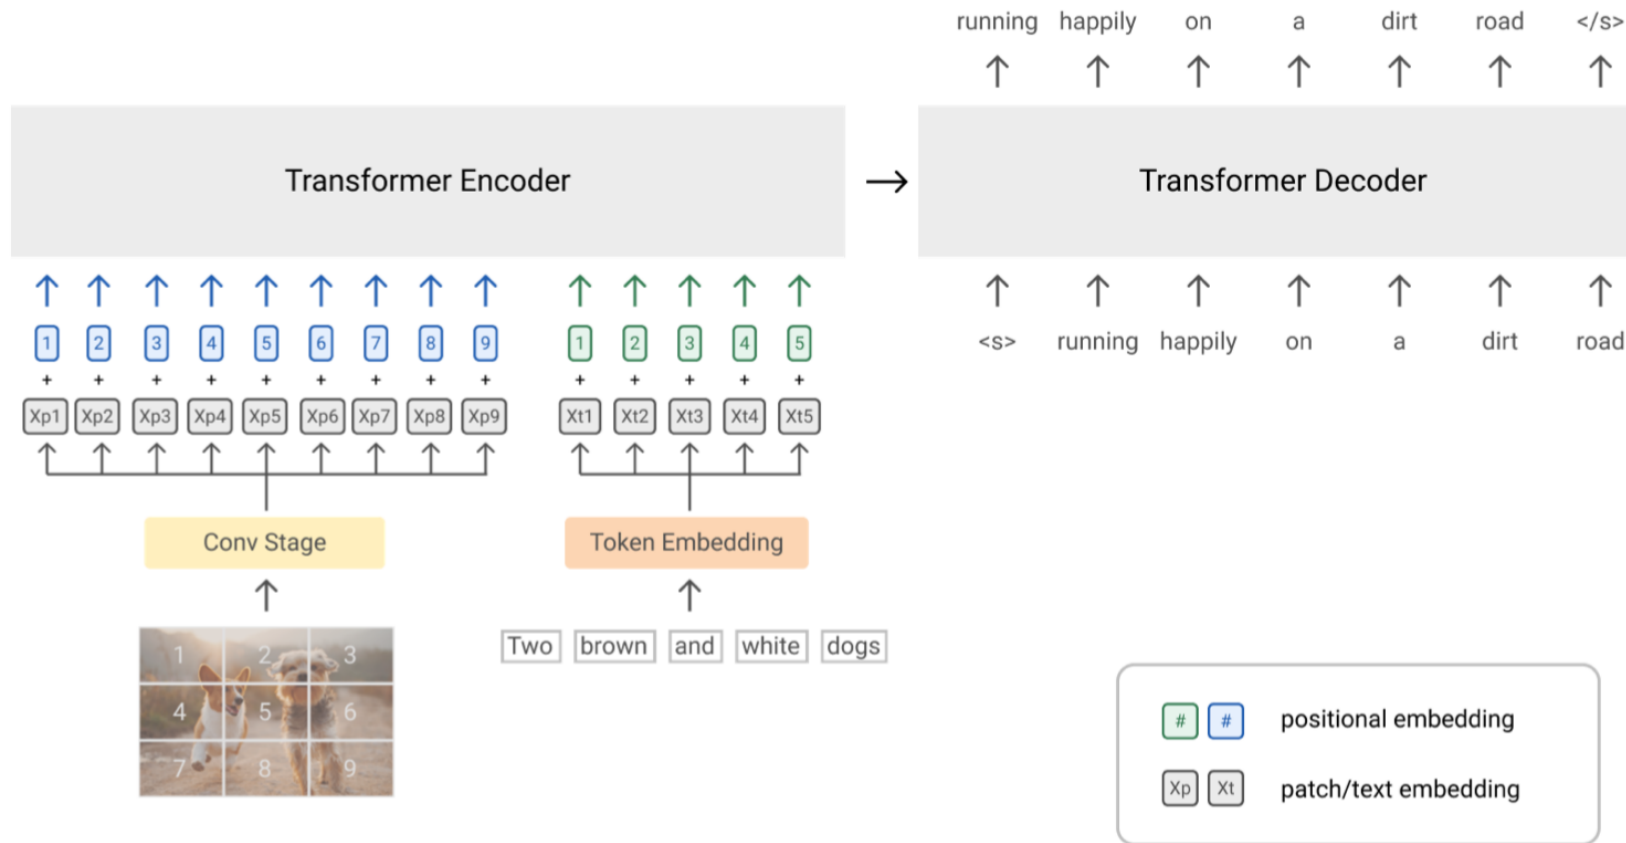 running happily on a dirt road </s>
Transformer Encoder
Transformer Decoder
1 2 3 4 5 6 7 8 9
1 2 3 4 5
<s> running happily on a dirt road
+ + + + + + + + +
+ + + + +
Xp1 Xp2 Xp3 Xp4 Xp5 Xp6 Xp7 Xp8 Xp9
Xt1 Xt2 Xt3 Xt4 Xt5
Conv Stage
Token Embedding
1 2 3
4 5 6
7 8 9
Two brown and white dogs
# # positional embedding
Xp Xt patch/text embedding